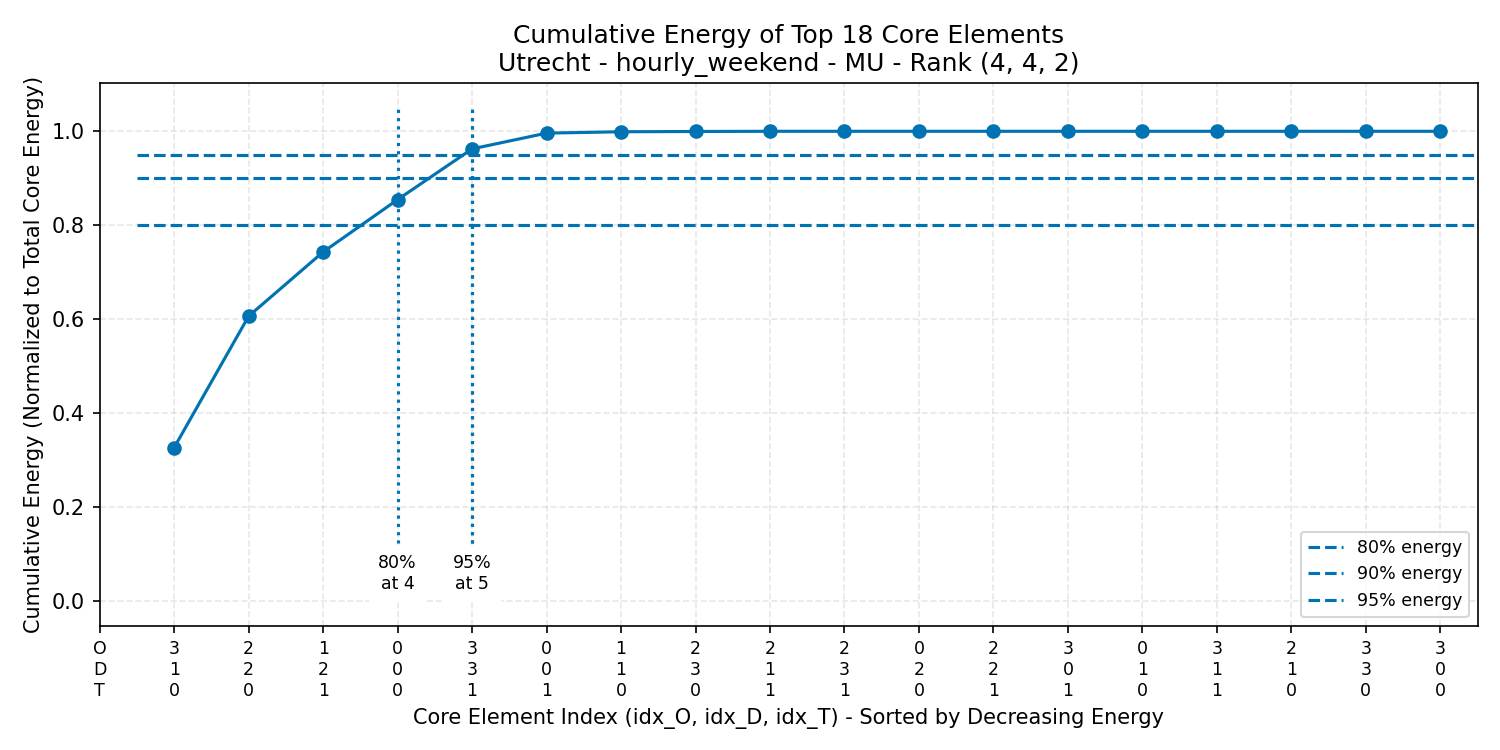 Cumulative Energy of Top 18 Core Elements
Utrecht - hourly_weekend - MU - Rank (4, 4, 2)
Cumulative Energy (Normalized to Total Core Energy)
1.0
0.8
0.6
0.4
0.2
0.0
80%
at 4
95%
at 5
80% energy
90% energy
95% energy
O 3 2 1 0 3 0 1 2 2 2 0 2 3 0 3 2 3 3
D 1 2 2 0 3 0 1 3 1 3 2 2 0 1 1 1 3 0
T 0 0 1 0 1 1 0 0 1 1 0 1 1 0 1 0 0 0
Core Element Index (idx_O, idx_D, idx_T) - Sorted by Decreasing Energy